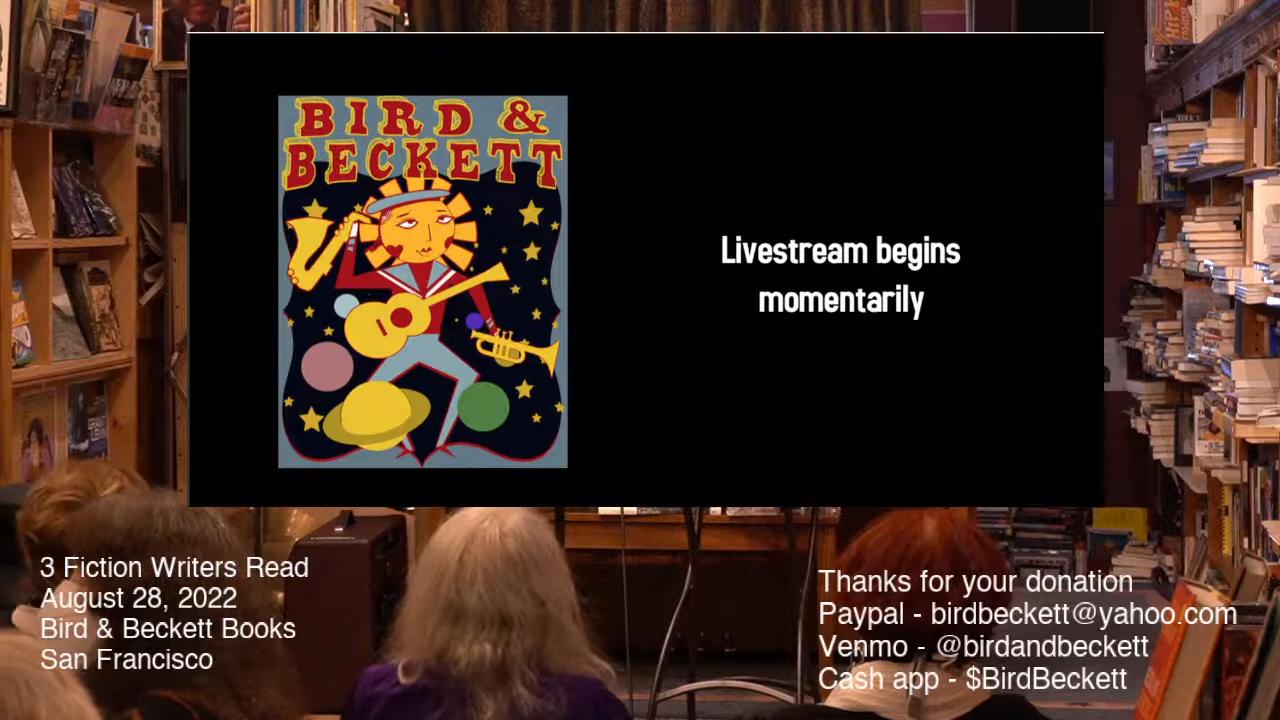 BIRD &
BECKETT
Livestream begins
momentarily
3 Fiction Writers Read
August 28, 2022
Bird & Beckett Books
San Francisco
Thanks for your donation
Paypal - birdbeckett@yahoo.com
Venmo - @birdandbeckett
Cash app - $BirdBeckett